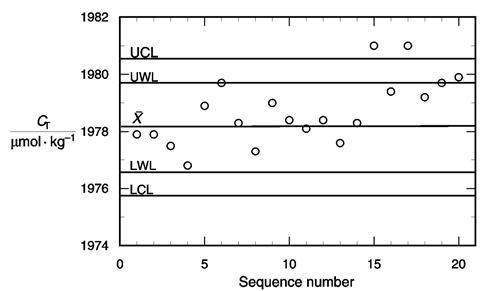 1982
UCL
1980
UWL
C_T
μmol · kg⁻¹
X̄
1978
LWL
1976
LCL
1974
0 5 10 15 20
Sequence number